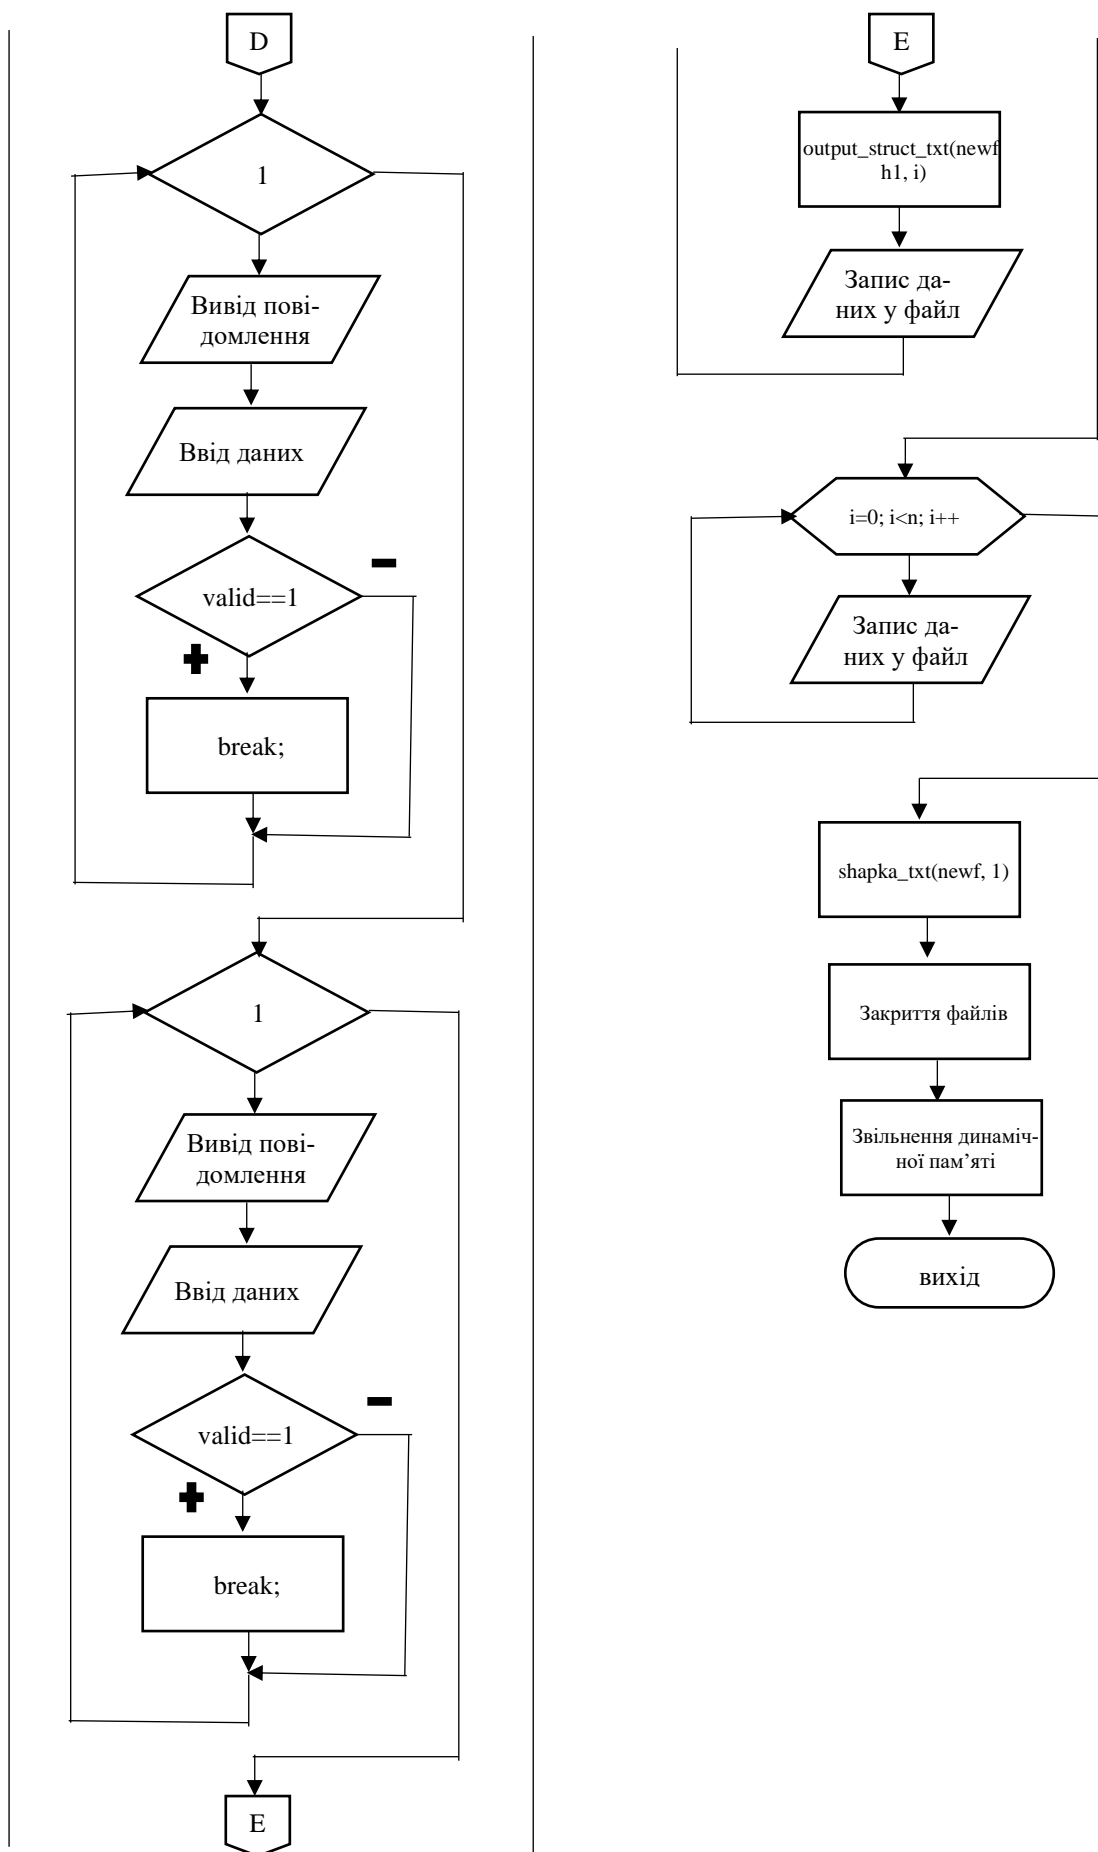 D
1
Вивід пові-
домлення
Ввід даних
valid==1
break;
1
Вивід пові-
домлення
Ввід даних
valid==1
break;
E
E
output_struct_txt(newf
h1, i)
Запис да-
них у файл
i=0; i<n; i++
Запис да-
них у файл
shapka_txt(newf, 1)
Закриття файлів
Звільнення динаміч-
ної пам’яті
вихід